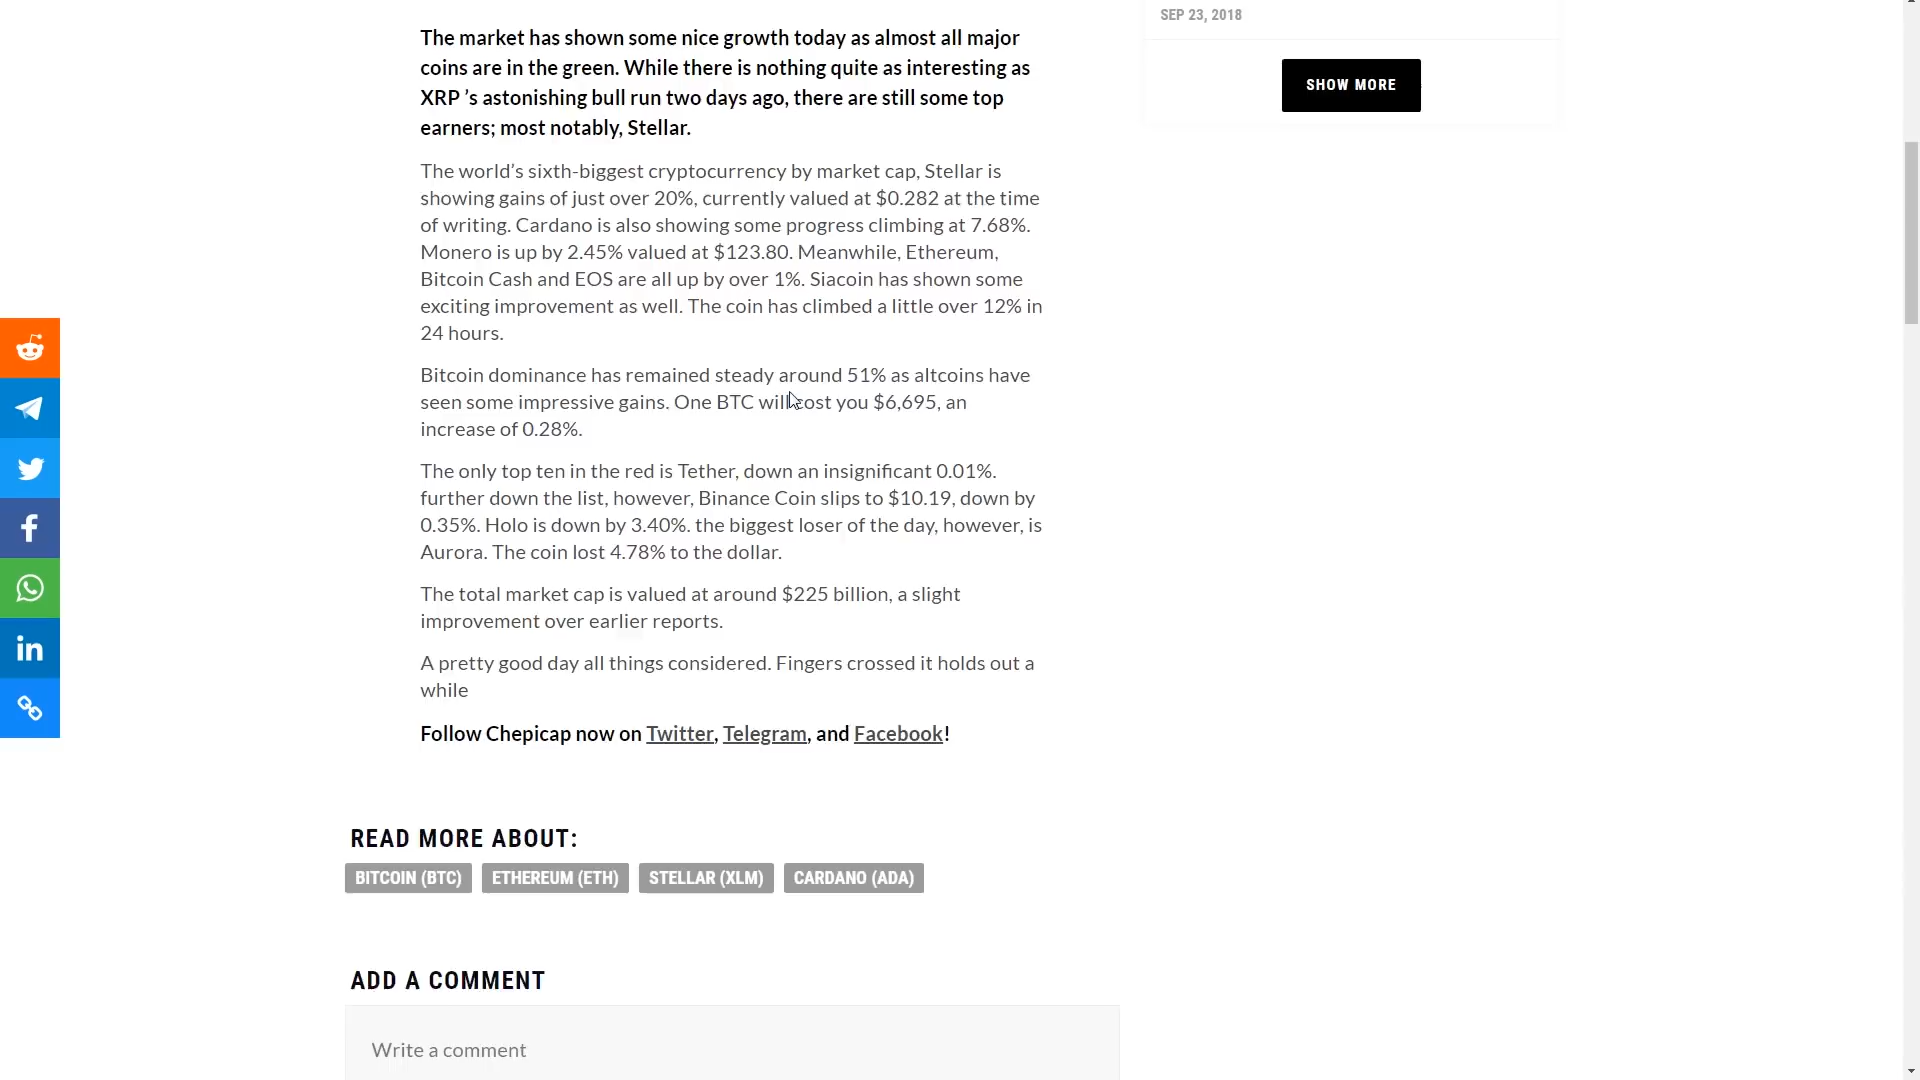 SEP 23, 2018
SHOW MORE
The market has shown some nice growth today as almost all major
coins are in the green. While there is nothing quite as interesting as
XRP ’s astonishing bull run two days ago, there are still some top
earners; most notably, Stellar.
The world’s sixth-biggest cryptocurrency by market cap, Stellar is
showing gains of just over 20%, currently valued at $0.282 at the time
of writing. Cardano is also showing some progress climbing at 7.68%.
Monero is up by 2.45% valued at $123.80. Meanwhile, Ethereum,
Bitcoin Cash and EOS are all up by over 1%. Siacoin has shown some
exciting improvement as well. The coin has climbed a little over 12% in
24 hours.
Bitcoin dominance has remained steady around 51% as altcoins have
seen some impressive gains. One BTC will cost you $6,695, an
increase of 0.28%.
The only top ten in the red is Tether, down an insignificant 0.01%.
further down the list, however, Binance Coin slips to $10.19, down by
0.35%. Holo is down by 3.40%. the biggest loser of the day, however, is
Aurora. The coin lost 4.78% to the dollar.
The total market cap is valued at around $225 billion, a slight
improvement over earlier reports.
A pretty good day all things considered. Fingers crossed it holds out a
while
Follow Chepicap now on Twitter, Telegram, and Facebook!
READ MORE ABOUT:
BITCOIN (BTC) ETHEREUM (ETH) STELLAR (XLM) CARDANO (ADA)
ADD A COMMENT
Write a comment